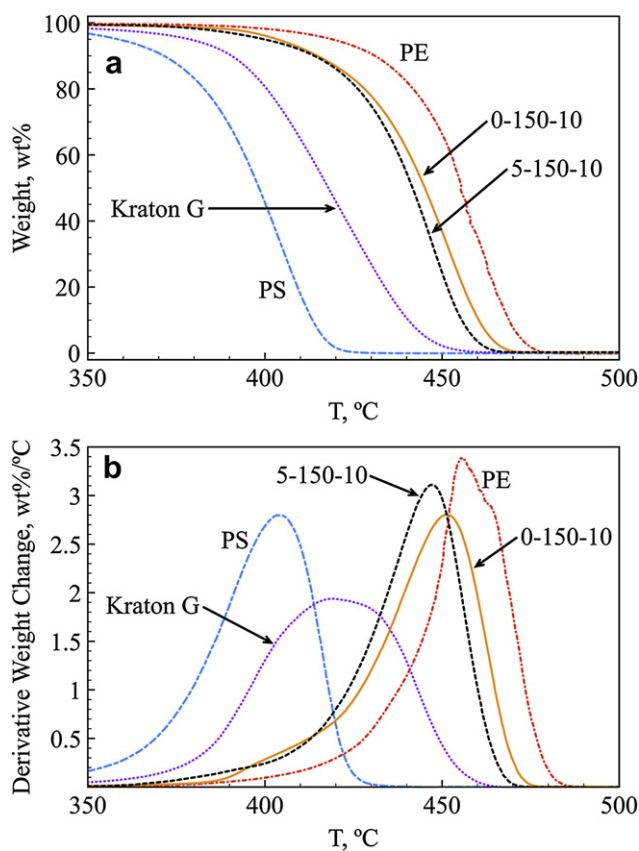 100
80
60
40
20
0
Weight, wt%
a
PE
0-150-10
5-150-10
Kraton G
PS
350
400
450
500
T, ºC
3.5
3
2.5
2
1.5
1
0.5
Derivative Weight Change, wt%/ºC
b
5-150-10
PE
PS
0-150-10
Kraton G
350
400
450
500
T, ºC